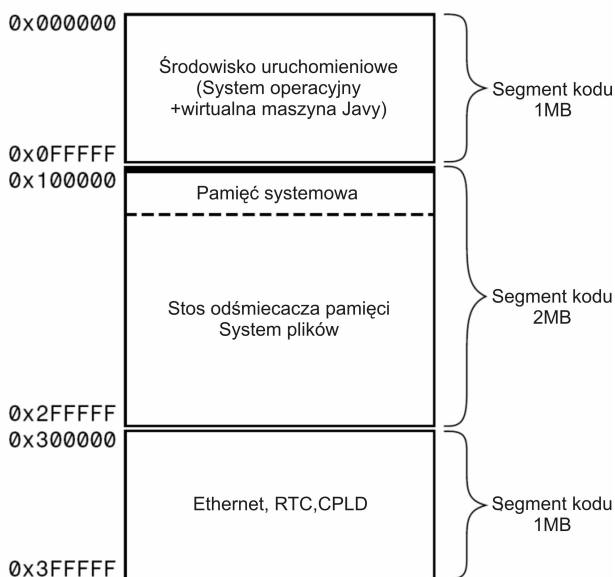 0x000000
Środowisko uruchomieniowe
(System operacyjny
+wirtualna maszyna Javy)
Segment kodu
1MB
0x0FFFFF
0x100000
Pamięć systemowa
Stos odśmiecacza pamięci
System plików
Segment kodu
2MB
0x2FFFFF
0x300000
Ethernet, RTC,CPLD
Segment kodu
1MB
0x3FFFFF